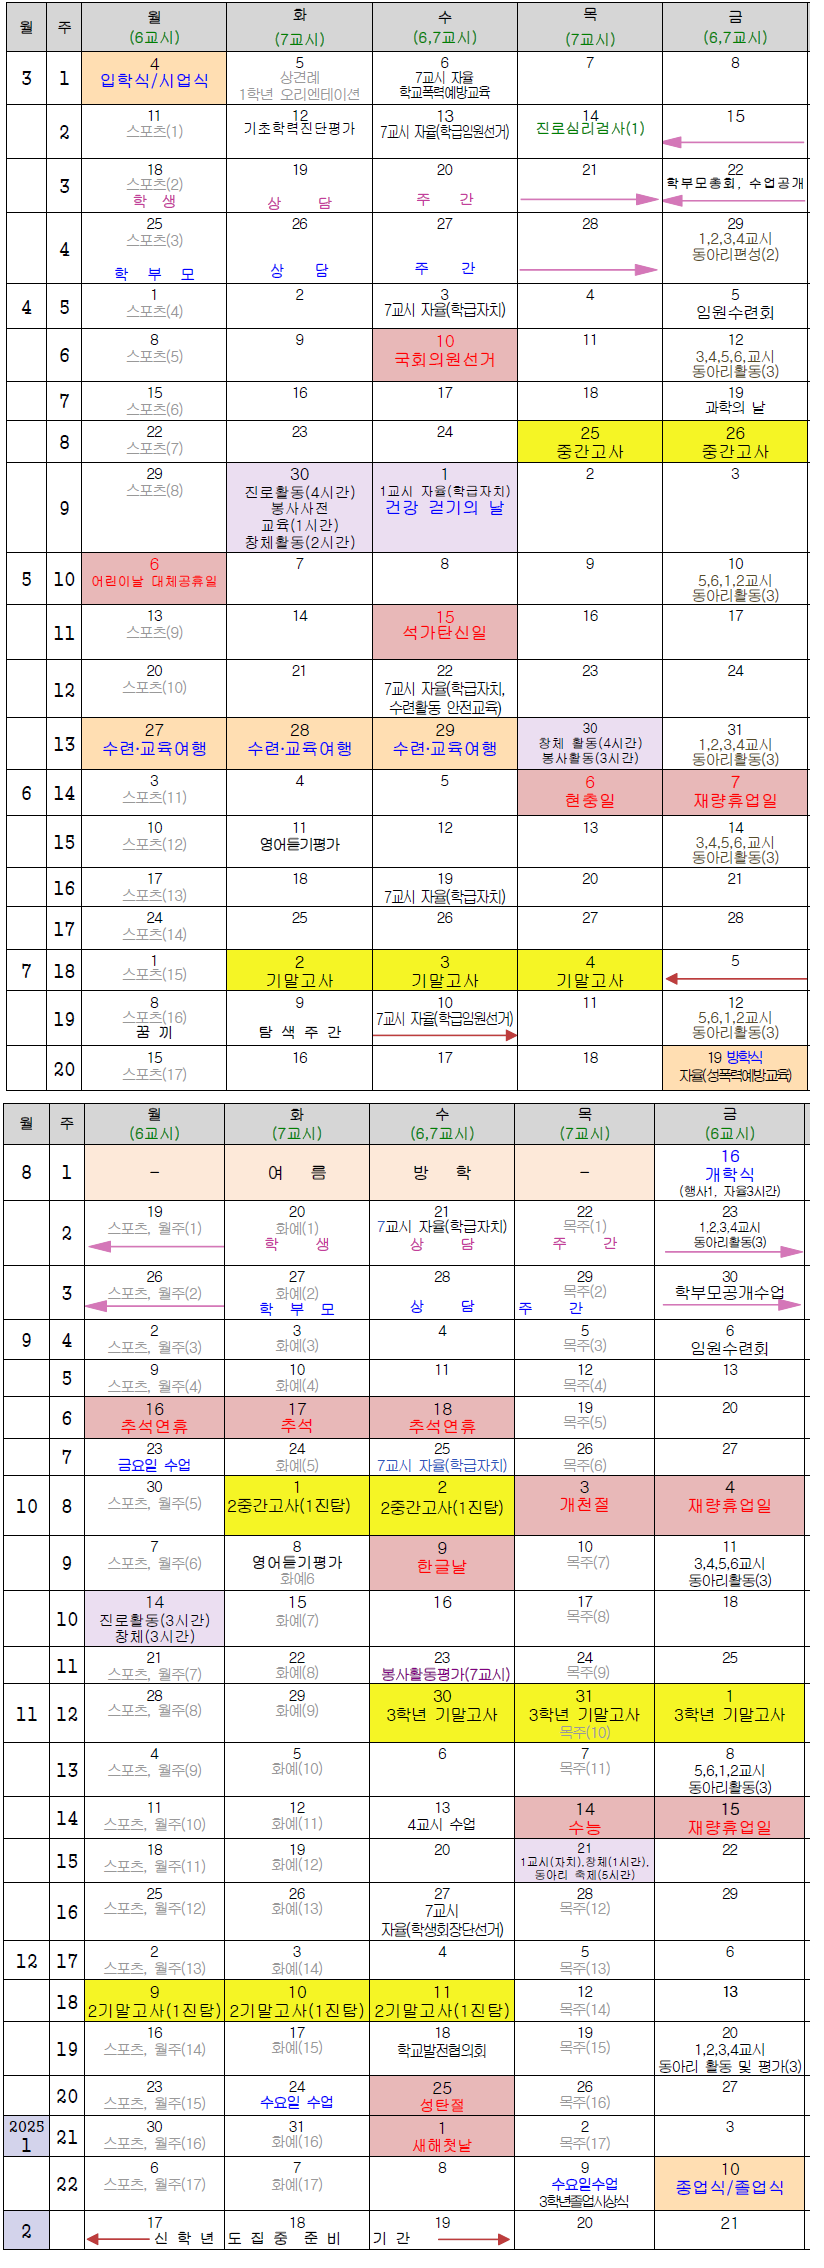 월 주 월 화 수 목 금
(6교시) (7교시) (6,7교시) (7교시) (6,7교시)
3 1 4 5 6 7 8
입학식/시업식 상견례 7교시 자율
1학년 오리엔테이션 학교폭력예방교육
2 11 12 13 14 15
스포츠(1) 기초학력진단평가 7교시 자율(학급임원선거) 진로심리검사(1)
3 18 19 20 21 22
스포츠(2) 학부모총회, 수업공개
학 생 상 담 주 간
4 25 26 27 28 29
스포츠(3) 1,2,3,4교시
동아리편성(2)
학 부 모 상 담 주 간
4 5 1 2 3 4 5
스포츠(4) 7교시 자율(학급자치) 임원수련회
6 8 9 10 11 12
스포츠(5) 국회의원선거 3,4,5,6,교시
동아리활동(3)
7 15 16 17 18 19
스포츠(6) 과학의 날
8 22 23 24 25 26
스포츠(7) 중간고사 중간고사
9 29 30 1 2 3
스포츠(8) 진로활동(4시간) 1교시 자율(학급자치)
봉사사전 건강 걷기의 날
교육(1시간)
창체활동(2시간)
5 10 6 7 8 9 10
어린이날 대체공휴일 5,6,1,2교시
동아리활동(3)
11 13 14 15 16 17
스포츠(9) 석가탄신일
12 20 21 22 23 24
스포츠(10) 7교시 자율(학급자치,
수련활동 안전교육)
13 27 28 29 30 31
수련·교육여행 수련·교육여행 수련·교육여행 창체 활동(4시간) 1,2,3,4교시
봉사활동(3시간) 동아리활동(3)
6 14 3 4 5 6 7
스포츠(11) 현충일 재량휴업일
15 10 11 12 13 14
스포츠(12) 영어듣기평가 3,4,5,6,교시
동아리활동(3)
16 17 18 19 20 21
스포츠(13) 7교시 자율(학급자치)
17 24 25 26 27 28
스포츠(14)
7 18 1 2 3 4 5
스포츠(15) 기말고사 기말고사 기말고사
19 8 9 10 11 12
스포츠(16) 7교시 자율(학급임원선거) 5,6,1,2교시
꿈 끼 탐 색 주 간 동아리활동(3)
20 15 16 17 18 19 방학식
스포츠(17) 자율(성폭력예방교육)
월 주 월 화 수 목 금
(6교시) (7교시) (6,7교시) (7교시) (6교시)
8 1 - 여 름 방 학 - 16
개학식
(행사1, 자율3시간)
2 19 20 21 22 23
스포츠, 월주(1) 화예(1) 7교시 자율(학급자치) 목주(1) 1,2,3,4교시
학 생 상 담 주 간 동아리활동(3)
3 26 27 28 29 30
스포츠, 월주(2) 화예(2) 목주(2) 학부모공개수업
학 부 모 상 담 주 간
9 4 2 3 4 5 6
스포츠, 월주(3) 화예(3) 목주(3) 임원수련회
5 9 10 11 12 13
스포츠, 월주(4) 화예(4) 목주(4)
6 16 17 18 19 20
추석연휴 추석 추석연휴 목주(5)
7 23 24 25 26 27
금요일 수업 화예(5) 7교시 자율(학급자치) 목주(6)
10 8 30 1 2 3 4
스포츠, 월주(5) 2중간고사(1진탐) 2중간고사(1진탐) 개천절 재량휴업일
9 7 8 9 10 11
스포츠, 월주(6) 영어듣기평가 한글날 목주(7) 3,4,5,6교시
화예6 동아리활동(3)
10 14 15 16 17 18
진로활동(3시간) 화예(7) 목주(8)
창체(3시간)
11 21 22 23 24 25
스포츠, 월주(7) 화예(8) 봉사활동평가(7교시) 목주(9)
11 12 28 29 30 31 1
스포츠, 월주(8) 화예(9) 3학년 기말고사 3학년 기말고사 3학년 기말고사
목주(10)
13 4 5 6 7 8
스포츠, 월주(9) 화예(10) 목주(11) 5,6,1,2교시
동아리활동(3)
14 11 12 13 14 15
스포츠, 월주(10) 화예(11) 4교시 수업 수능 재량휴업일
15 18 19 20 21 22
스포츠, 월주(11) 화예(12) 1교시(자치),창체(1시간),
동아리 축제(5시간)
16 25 26 27 28 29
스포츠, 월주(12) 화예(13) 7교시 목주(12)
자율(학생회장단선거)
12 17 2 3 4 5 6
스포츠, 월주(13) 화예(14) 목주(13)
18 9 10 11 12 13
2기말고사(1진탐) 2기말고사(1진탐) 2기말고사(1진탐) 목주(14)
19 16 17 18 19 20
스포츠, 월주(14) 화예(15) 학교발전협의회 목주(15) 1,2,3,4교시
동아리 활동 및 평가(3)
20 23 24 25 26 27
스포츠, 월주(15) 수요일 수업 성탄절 목주(16)
2025
1 21 30 31 1 2 3
스포츠, 월주(16) 화예(16) 새해첫날 목주(17)
22 6 7 8 9 10
스포츠, 월주(17) 화예(17) 수요일수업 종업식/졸업식
3학년졸업시상식
2 17 18 19 20 21
신 학 년 도 집 중 준 비 기 간